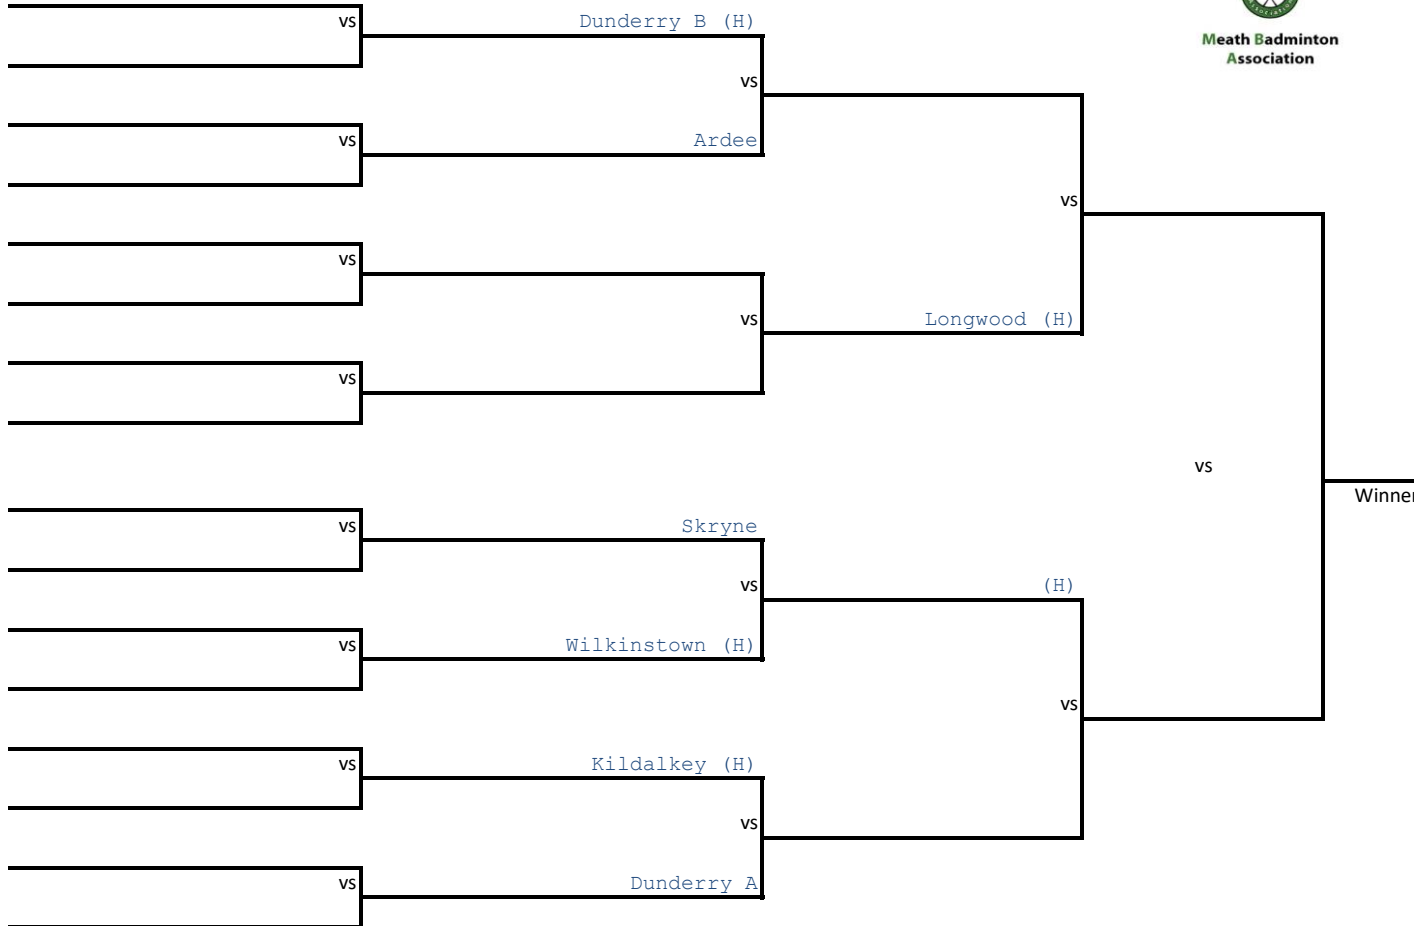 vs
Dunderry B (H)
Meath Badminton
Association
vs
vs
Ardee
vs
vs
vs
Longwood (H)
vs
vs
Winner
vs
Skryne
vs
(H)
vs
Wilkinstown (H)
vs
vs
Kildalkey (H)
vs
vs
Dunderry A